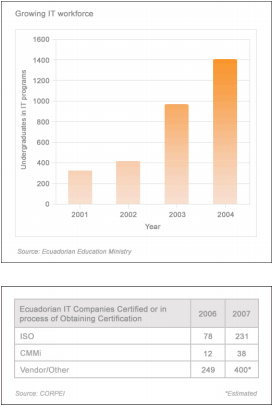 Growing IT workforce
Undergraduates in IT programs
1600
1400
1200
1000
800
600
400
200
0
2001 2002 2003 2004
Year
Source: Ecuadorian Education Ministry
Ecuadorian IT Companies Certified or in
process of Obtaining Certification 2006 2007
ISO 78 231
CMMi 12 38
Vendor/Other 249 400*
Source: CORPEI *Estimated